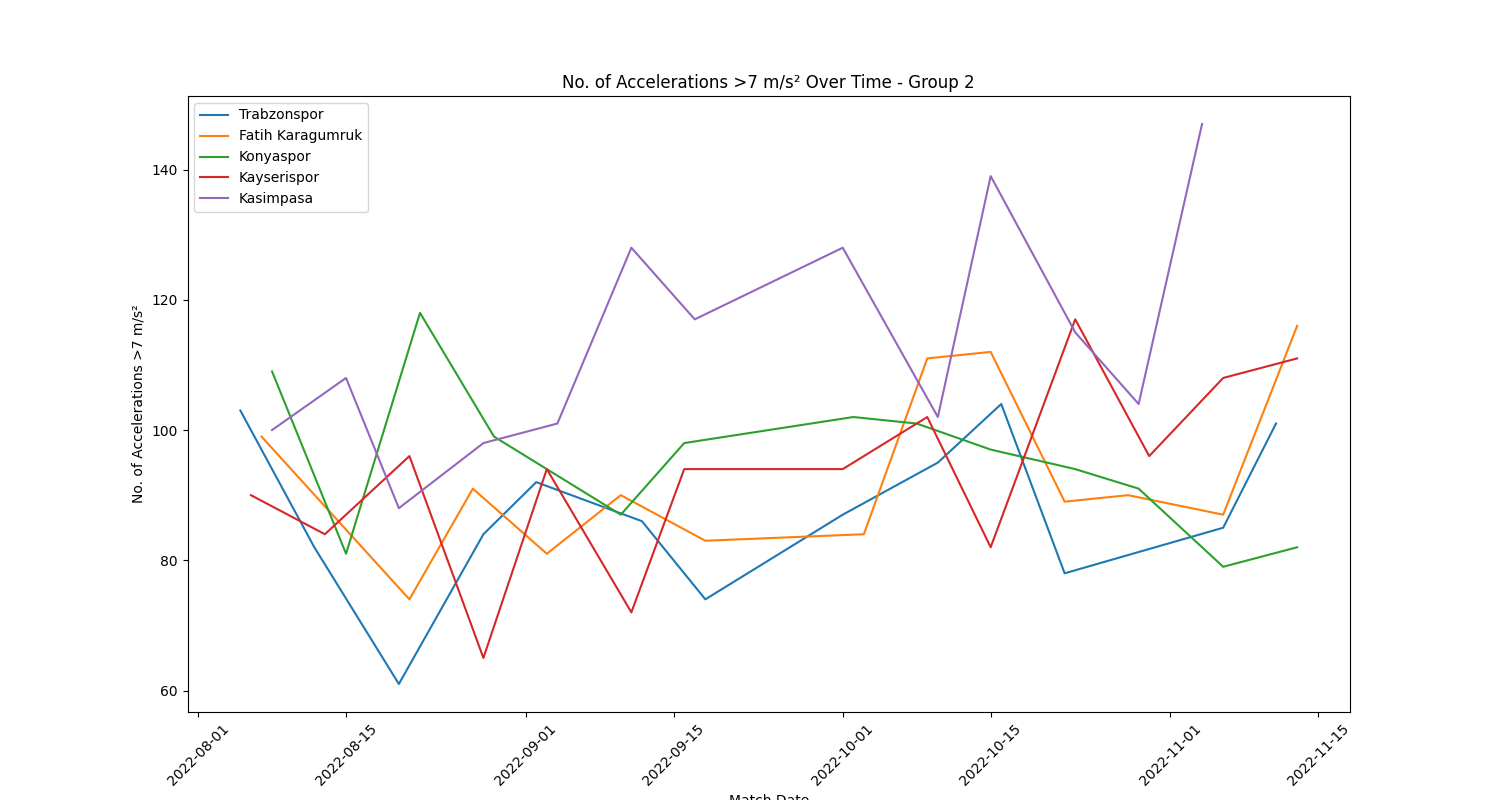 No. of Accelerations >7 m/s² Over Time - Group 2
Trabzonspor
Fatih Karagumruk
Konyaspor
Kayserispor
Kasimpasa
No. of Accelerations >7 m/s²
140
120
100
80
60
2022-08-01
2022-08-15
2022-09-01
2022-09-15
2022-10-01
2022-10-15
2022-11-01
2022-11-15
Match Date